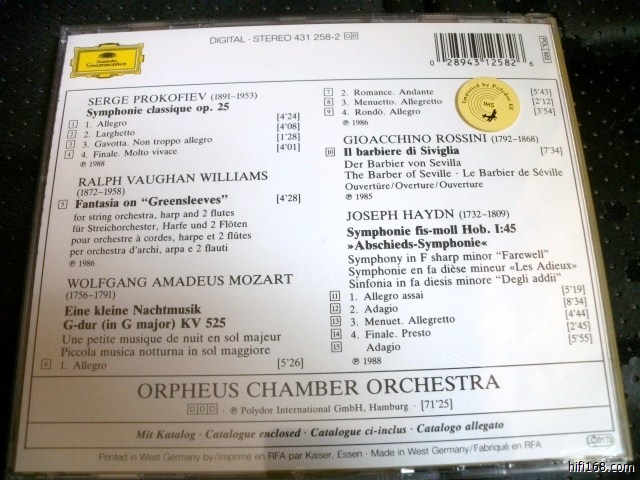 Deutsche
Grammophon
DIGITAL · STEREO 431 258-2 GH
0 28943 12582 6
SERGE PROKOFIEV (1891–1953)
Symphonie classique op. 25
1 1. Allegro [4'24]
2 2. Larghetto [4'08]
3 3. Gavotta. Non troppo allegro [1'28]
4 4. Finale. Molto vivace [4'01]
℗ 1988
RALPH VAUGHAN WILLIAMS
(1872–1958)
5 Fantasia on “Greensleeves” [4'28]
for string orchestra, harp and 2 flutes
für Streichorchester, Harfe und 2 Flöten
pour orchestre à cordes, harpe et 2 flûtes
per orchestra d'archi, arpa e 2 flauti
℗ 1986
WOLFGANG AMADEUS MOZART
(1756–1791)
Eine kleine Nachtmusik
G-dur (in G major) KV 525
Une petite musique de nuit en sol majeur
Piccola musica notturna in sol maggiore
6 1. Allegro [5'26]
7 2. Romance. Andante [5'43]
8 3. Menuetto. Allegretto [2'12]
9 4. Rondò. Allegro [3'54]
℗ 1986
Imported by Polydor K.K.
IMS
GIOACCHINO ROSSINI (1792–1868)
10 Il barbiere di Siviglia [7'34]
Der Barbier von Sevilla
The Barber of Seville · Le Barbier de Séville
Ouvertüre/Overture/Ouverture
℗ 1985
JOSEPH HAYDN (1732–1809)
Symphonie fis-moll Hob. I:45
»Abschieds-Symphonie«
Symphony in F sharp minor “Farewell”
Symphonie en fa dièse mineur «Les Adieux»
Sinfonia in fa diesis minore “Degli addii”
11 1. Allegro assai [5'19]
12 2. Adagio [8'34]
13 3. Menuet. Allegretto [4'44]
14 4. Finale. Presto [2'45]
15 Adagio [5'55]
℗ 1988
ORPHEUS CHAMBER ORCHESTRA
DDD · ℗ Polydor International GmbH, Hamburg · [71'25]
Mit Katalog · Catalogue enclosed · Catalogue ci-inclus · Catalogo allegato
Printed in West Germany by/Imprimé en RFA par Kaiser, Essen · Made in West Germany/Fabriqué en RFA
hifi168.com